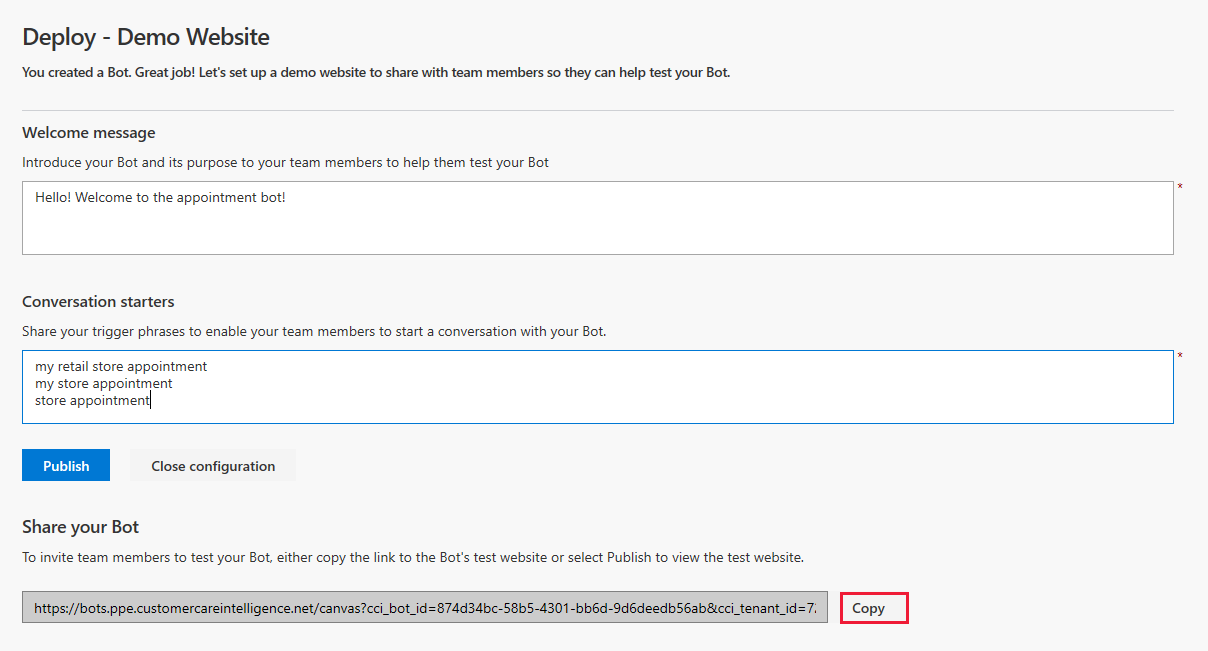 Deploy - Demo Website
You created a Bot. Great job! Let's set up a demo website to share with team members so they can help test your Bot.
Welcome message
Introduce your Bot and its purpose to your team members to help them test your Bot
Hello! Welcome to the appointment bot!
*
Conversation starters
Share your trigger phrases to enable your team members to start a conversation with your Bot.
my retail store appointment
*
my store appointment
store appointment
Publish Close configuration
Share your Bot
To invite team members to test your Bot, either copy the link to the Bot's test website or select Publish to view the test website.
https://bots.ppe.customercareintelligence.net/canvas?cci_bot_id=874d34bc-58b5-4301-bb6d-9d6deedb56ab&cci_tenant_id=7 Copy